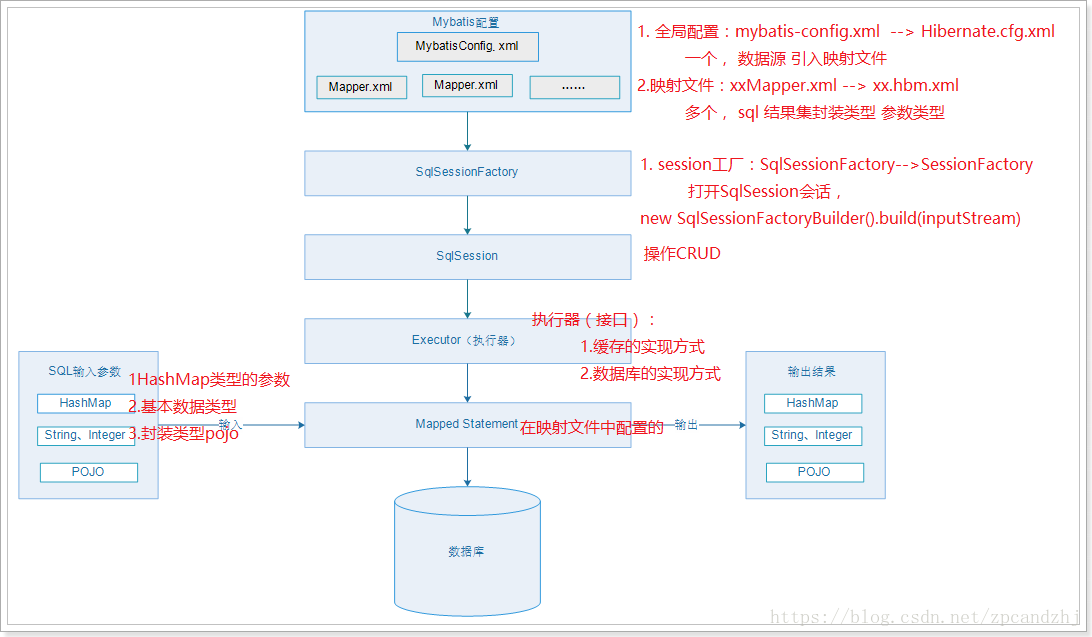 Mybatis配置
MybatisConfig. xml
Mapper.xml
Mapper.xml
······
1. 全局配置：mybatis-config.xml --> Hibernate.cfg.xml
一个， 数据源 引入映射文件
2.映射文件：xxMapper.xml --> xx.hbm.xml
多个， sql 结果集封装类型 参数类型
SqlSessionFactory
1. session工厂：SqlSessionFactory-->SessionFactory
打开SqlSession会话，
new SqlSessionFactoryBuilder().build(inputStream)
SqlSession
操作CRUD
Executor（执行器）
执行器（接口）：
1.缓存的实现方式
2.数据库的实现方式
SQL输入参数
HashMap
String、Integer
POJO
1HashMap类型的参数
2.基本数据类型
3.封装类型pojo
输入
Mapped Statement
在映射文件中配置的
输出
输出结果
HashMap
String、Integer
POJO
数据库
https://blog.csdn.net/zpcandzhj